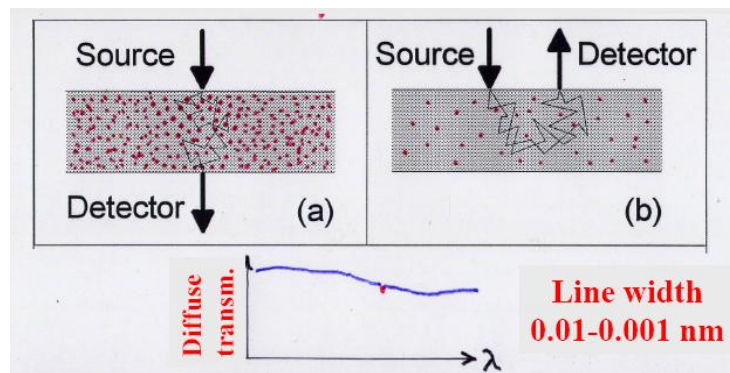 Source
Detector
(a)
Source
Detector
(b)
Diffuse
transm.
λ
Line width
0.01-0.001 nm